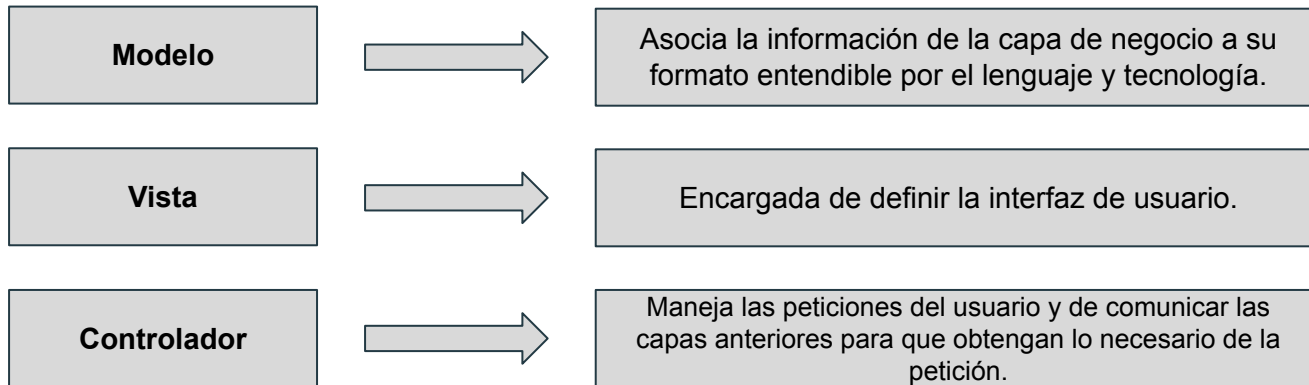 Modelo
Asocia la información de la capa de negocio a su
formato entendible por el lenguaje y tecnología.
Vista
Encargada de definir la interfaz de usuario.
Controlador
Maneja las peticiones del usuario y de comunicar las
capas anteriores para que obtengan lo necesario de la
petición.